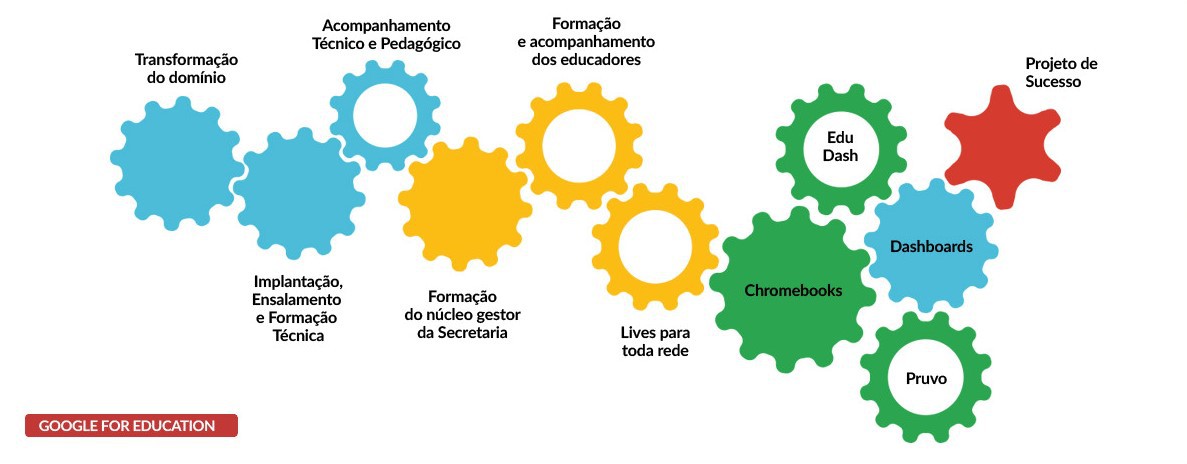 Transformação
do domínio
Implantação,
Ensalamento
e Formação
Técnica
Acompanhamento
Técnico e Pedagógico
Formação
do núcleo gestor
da Secretaria
Formação
e acompanhamento
dos educadores
Lives para
toda rede
Chromebooks
Edu
Dash
Dashboards
Pruvo
Projeto de
Sucesso
GOOGLE FOR EDUCATION